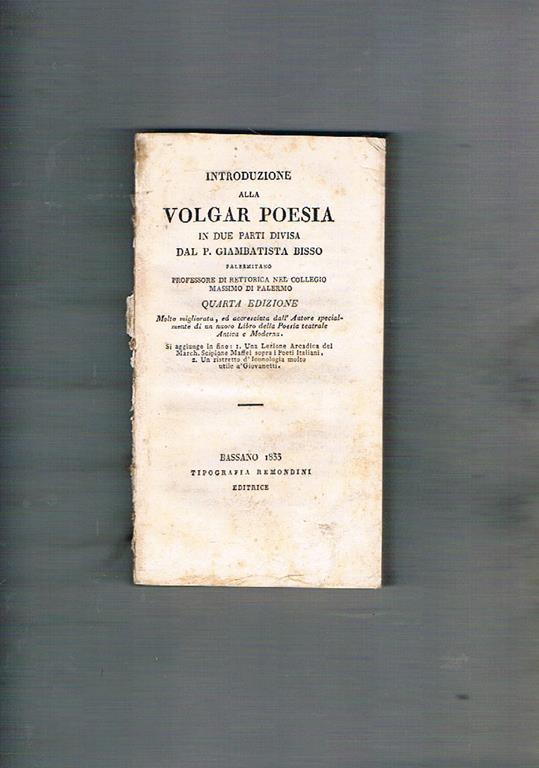 INTRODUZIONE
ALLA
VOLGAR POESIA
IN DUE PARTI DIVISA
DAL P. GIAMBATISTA BISSO
PALERMITANO
PROFESSORE DI RETTORICA NEL COLLEGIO
MASSIMO DI PALERMO
QUARTA EDIZIONE
Molto migliorata, ed accresciuta dall' Autore special-
mente di un nuovo Libro della Poesia teatrale
Antica e Moderna.
Si aggiunge in fine: 1. Una Lezione Arcadica del
March. Scipione Maffei sopra i Poeti Italiani,
2. Un ristretto d'Iconologia molto
utile a'Giovanetti.
BASSANO 1833
TIPOGRAFIA REMONDINI
EDITRICE